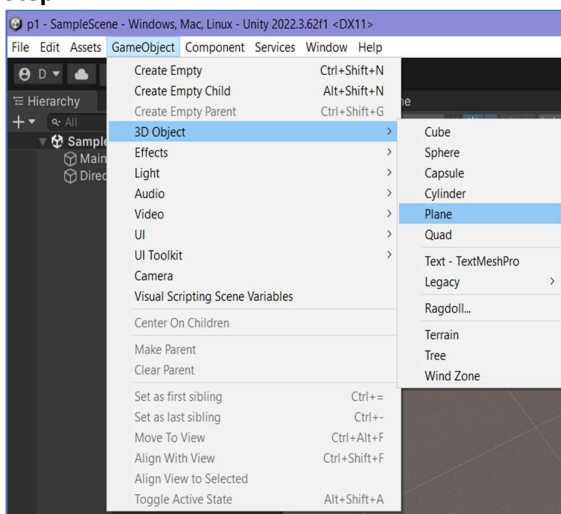 p1 - SampleScene - Windows, Mac, Linux - Unity 2022.3.62f1 <DX11>
File Edit Assets GameObject Component Services Window Help
D
Hierarchy
All
Sample
Main
Direc
Create Empty Ctrl+Shift+N
Create Empty Child Alt+Shift+N
Create Empty Parent Ctrl+Shift+G
3D Object >
Effects >
Light >
Audio >
Video >
UI >
UI Toolkit >
Camera
Visual Scripting Scene Variables
Center On Children
Make Parent
Clear Parent
Set as first sibling Ctrl+=
Set as last sibling Ctrl+-
Move To View Ctrl+Alt+F
Align With View Ctrl+Shift+F
Align View to Selected
Toggle Active State Alt+Shift+A
Cube
Sphere
Capsule
Cylinder
Plane
Quad
Text - TextMeshPro
Legacy >
Ragdoll...
Terrain
Tree
Wind Zone